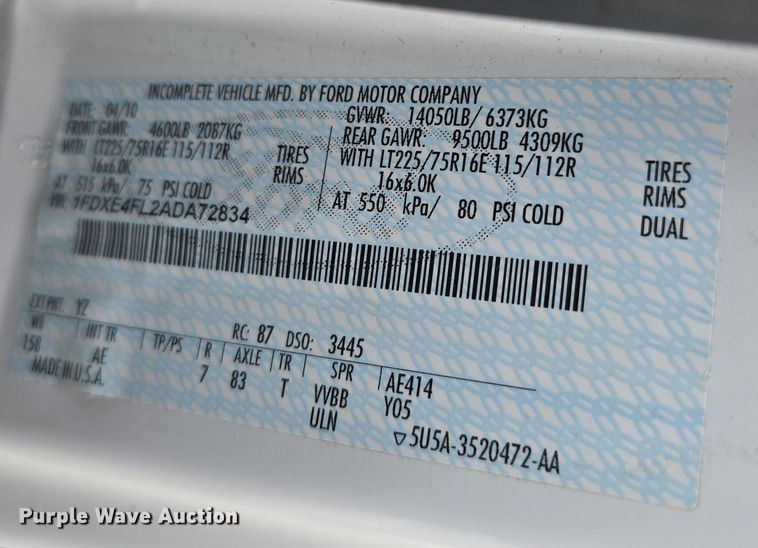 INCOMPLETE VEHICLE MFD. BY FORD MOTOR COMPANY
DATE: 04/10 GVWR: 14050LB/ 6373KG
FRONT GAWR: 4600LB 2087KG REAR GAWR: 9500LB 4309KG
WITH LT225/75R16E 115/112R TIRES WITH LT225/75R16E 115/112R TIRES
16x6.0K RIMS 16x6.0K RIMS
AT 515 kPa/ 75 PSI COLD AT 550 kPa/ 80 PSI COLD DUAL
VIN: 1FDXE4FL2ADA72834
EXT PNT: YZ RC: 87 DSO: 3445
WB INT TR TP/PS R AXLE TR SPR AE414
158 AE 7 83 T VVBB Y05
MADE IN U.S.A. ULN ▽5U5A-3520472-AA
Purple Wave Auction